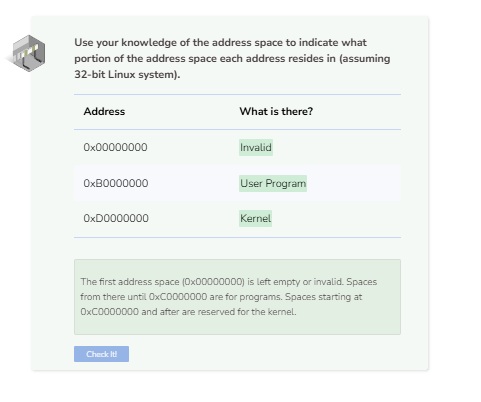 Use your knowledge of the address space to indicate what
portion of the address space each address resides in (assuming
32-bit Linux system).
Address What is there?
0x00000000 Invalid
0xB0000000 User Program
0xD0000000 Kernel
The first address space (0x00000000) is left empty or invalid. Spaces
from there until 0xC0000000 are for programs. Spaces starting at
0xC0000000 and after are reserved for the kernel.
Check It!